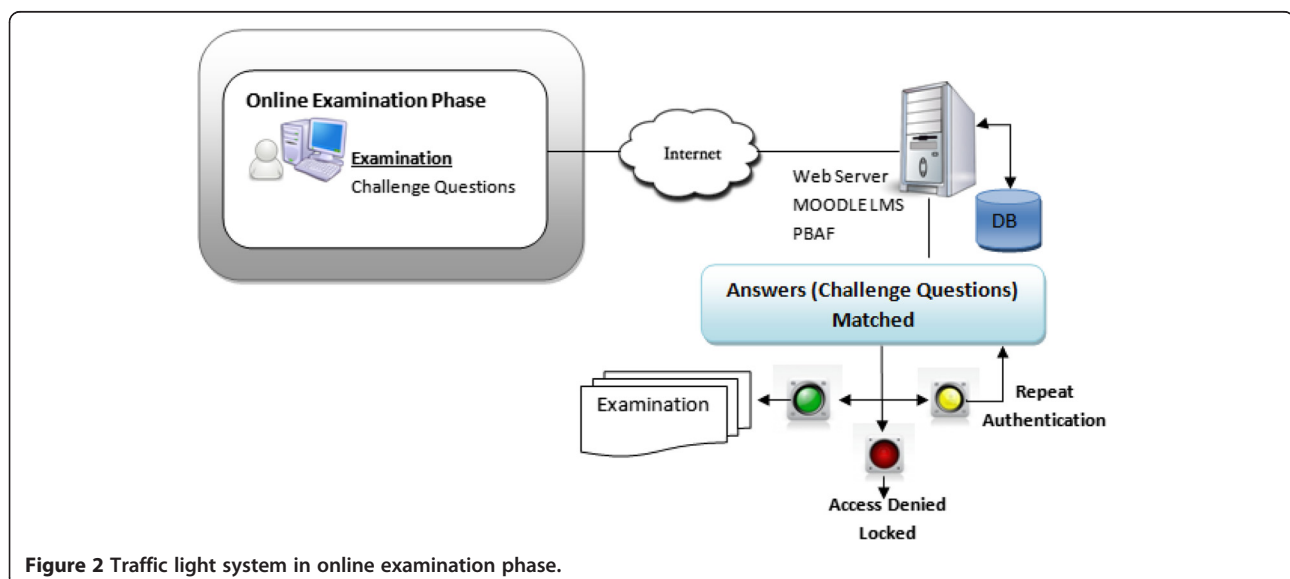 Online Examination Phase
Examination
Challenge Questions
Internet
Web Server
MOODLE LMS
PBAF
DB
Answers (Challenge Questions)
Matched
Examination
Repeat
Authentication
Access Denied
Locked
Figure 2 Traffic light system in online examination phase.